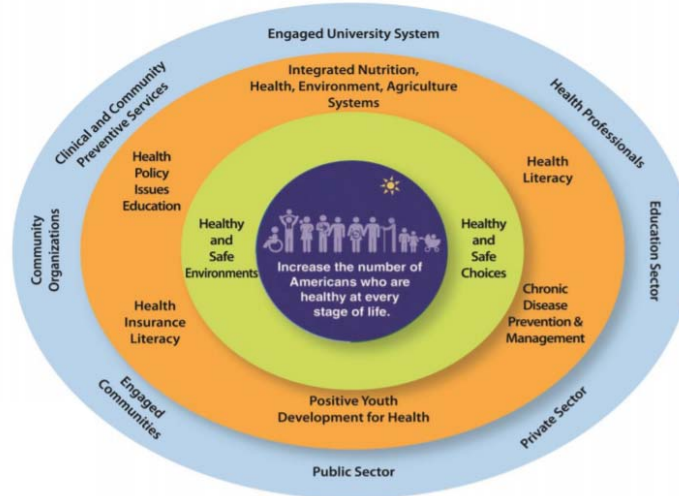 Engaged University System
Clinical and Community
Preventive Services
Health Professionals
Community
Organizations
Education Sector
Engaged
Communities
Private Sector
Public Sector
Integrated Nutrition,
Health, Environment, Agriculture
Systems
Health
Policy
Issues
Education
Health
Literacy
Health
Insurance
Literacy
Chronic
Disease
Prevention &
Management
Positive Youth
Development for Health
Healthy
and
Safe
Environments
Healthy
and
Safe
Choices
Increase the number of
Americans who are
healthy at every
stage of life.